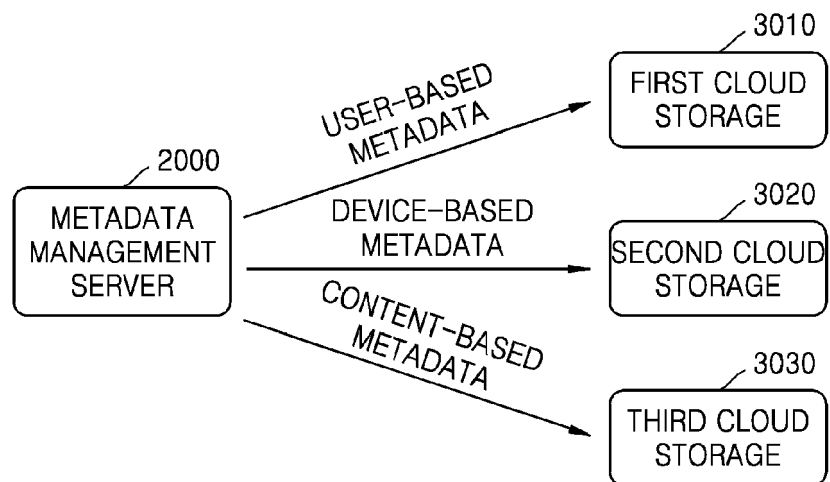 3010
FIRST CLOUD
STORAGE
USER-BASED
METADATA
2000
METADATA
MANAGEMENT
SERVER
DEVICE-BASED
METADATA
3020
SECOND CLOUD
STORAGE
CONTENT-BASED
METADATA
3030
THIRD CLOUD
STORAGE